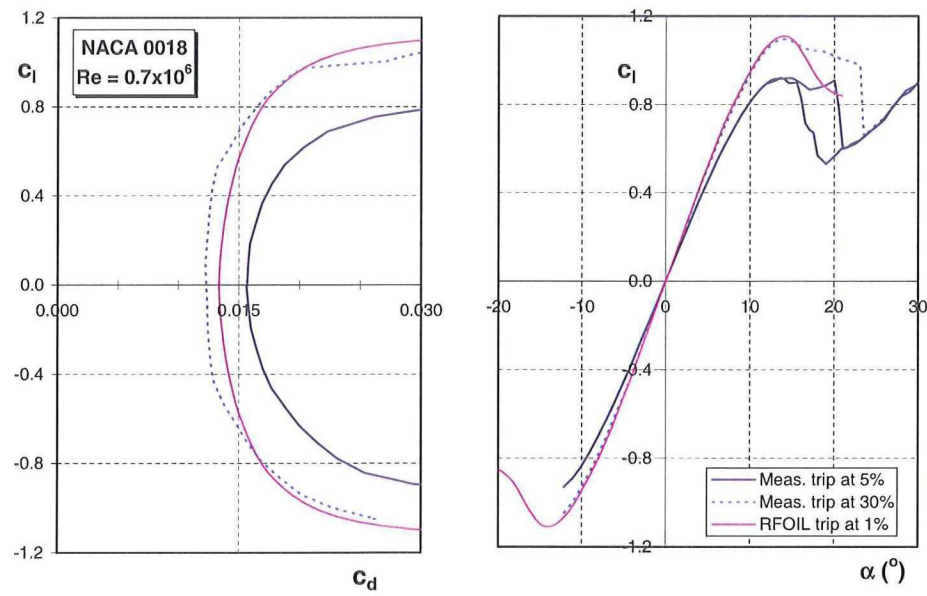 1.2
c_l
NACA 0018
Re = 0.7x10^6
0.8
0.4
0.0
0.000
0.015
0.030
-0.4
-0.8
-1.2
c_d
1.2
c_l
0.8
0.4
0.0
-20
-10
0
10
20
30
-0.4
-0.8
-1.2
Meas. trip at 5%
Meas. trip at 30%
RFOIL trip at 1%
α (°)